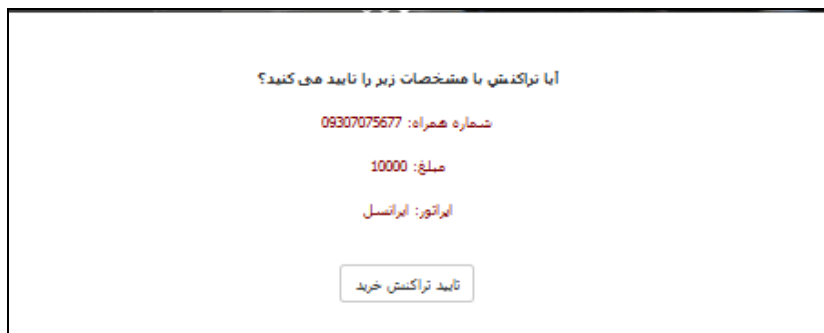 آیا تراکنش با مشخصات زیر را تایید می کنید؟
شماره همراه: 09307075677
مبلغ: 10000
اپراتور: ایرانسل
تایید تراکنش خرید